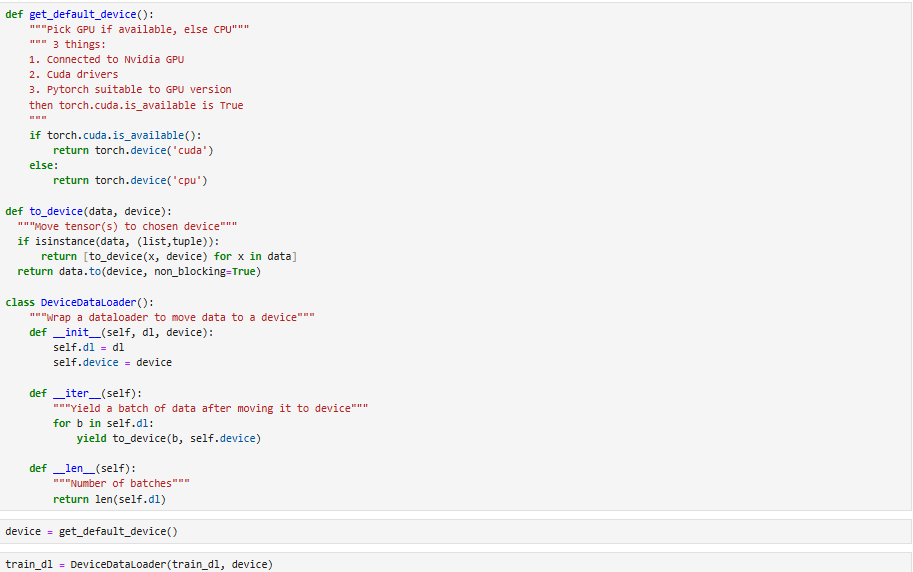 def get_default_device():
    """Pick GPU if available, else CPU"""
    """ 3 things:
    1. Connected to Nvidia GPU
    2. Cuda drivers
    3. Pytorch suitable to GPU version
    then torch.cuda.is_available is True
    """
    if torch.cuda.is_available():
        return torch.device('cuda')
    else:
        return torch.device('cpu')
def to_device(data, device):
  """Move tensor(s) to chosen device"""
  if isinstance(data, (list,tuple)):
      return [to_device(x, device) for x in data]
  return data.to(device, non_blocking=True)
class DeviceDataLoader():
    """Wrap a dataloader to move data to a device"""
    def __init__(self, dl, device):
        self.dl = dl
        self.device = device
    def __iter__(self):
        """Yield a batch of data after moving it to device"""
        for b in self.dl:
            yield to_device(b, self.device)
    def __len__(self):
        """Number of batches"""
        return len(self.dl)
device = get_default_device()
train_dl = DeviceDataLoader(train_dl, device)